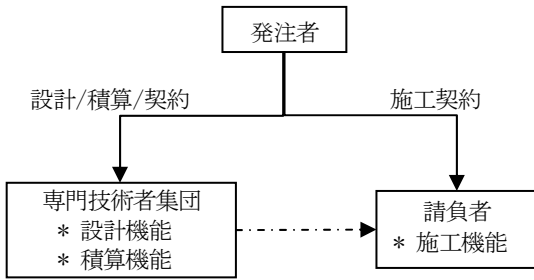 発注者
設計/積算/契約
施工契約
専門技術者集団
* 設計機能
* 積算機能
請負者
* 施工機能